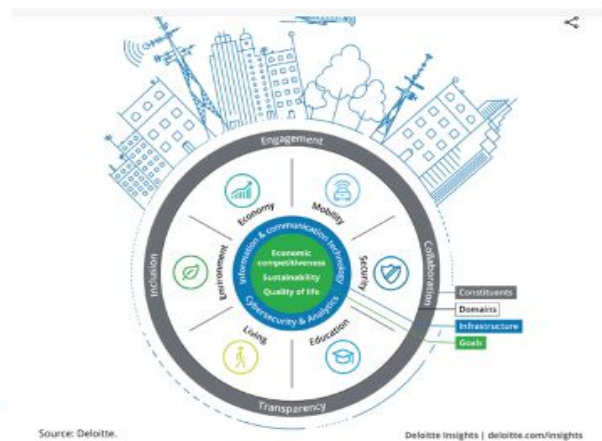 Engagement
Economy
Mobility
Inclusion
Environment
Information & communication technology
Economic
competitiveness
Sustainability
Quality of life
Cybersecurity & Analytics
Security
Collaboration
Living
Education
Transparency
Constituents
Domains
Infrastructure
Goals
Source: Deloitte.
Deloitte Insights | deloitte.com/insights